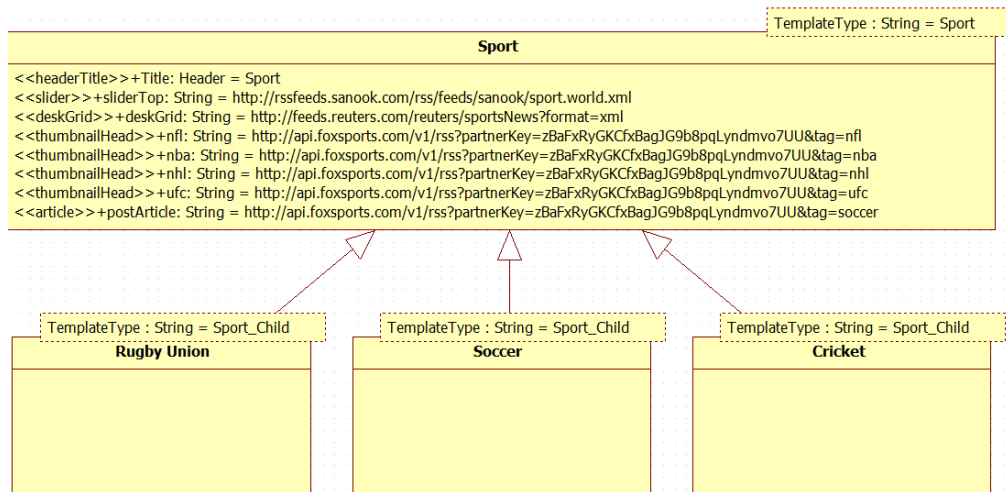 TemplateType : String = Sport
Sport
<<headerTitle>>+Title: Header = Sport
<<slider>>+sliderTop: String = http://rssfeeds.sanook.com/rss/feeds/sanook/sport.world.xml
<<deskGrid>>+deskGrid: String = http://feeds.reuters.com/reuters/sportsNews?format=xml
<<thumbnailHead>>+nfl: String = http://api.foxsports.com/v1/rss?partnerKey=zBaFxRyGKCfxBagJG9b8pqLyndmvo7UU&tag=nfl
<<thumbnailHead>>+nba: String = http://api.foxsports.com/v1/rss?partnerKey=zBaFxRyGKCfxBagJG9b8pqLyndmvo7UU&tag=nba
<<thumbnailHead>>+nhl: String = http://api.foxsports.com/v1/rss?partnerKey=zBaFxRyGKCfxBagJG9b8pqLyndmvo7UU&tag=nhl
<<thumbnailHead>>+ufc: String = http://api.foxsports.com/v1/rss?partnerKey=zBaFxRyGKCfxBagJG9b8pqLyndmvo7UU&tag=ufc
<<article>>+postArticle: String = http://api.foxsports.com/v1/rss?partnerKey=zBaFxRyGKCfxBagJG9b8pqLyndmvo7UU&tag=soccer
TemplateType : String = Sport_Child
Rugby Union
TemplateType : String = Sport_Child
Soccer
TemplateType : String = Sport_Child
Cricket